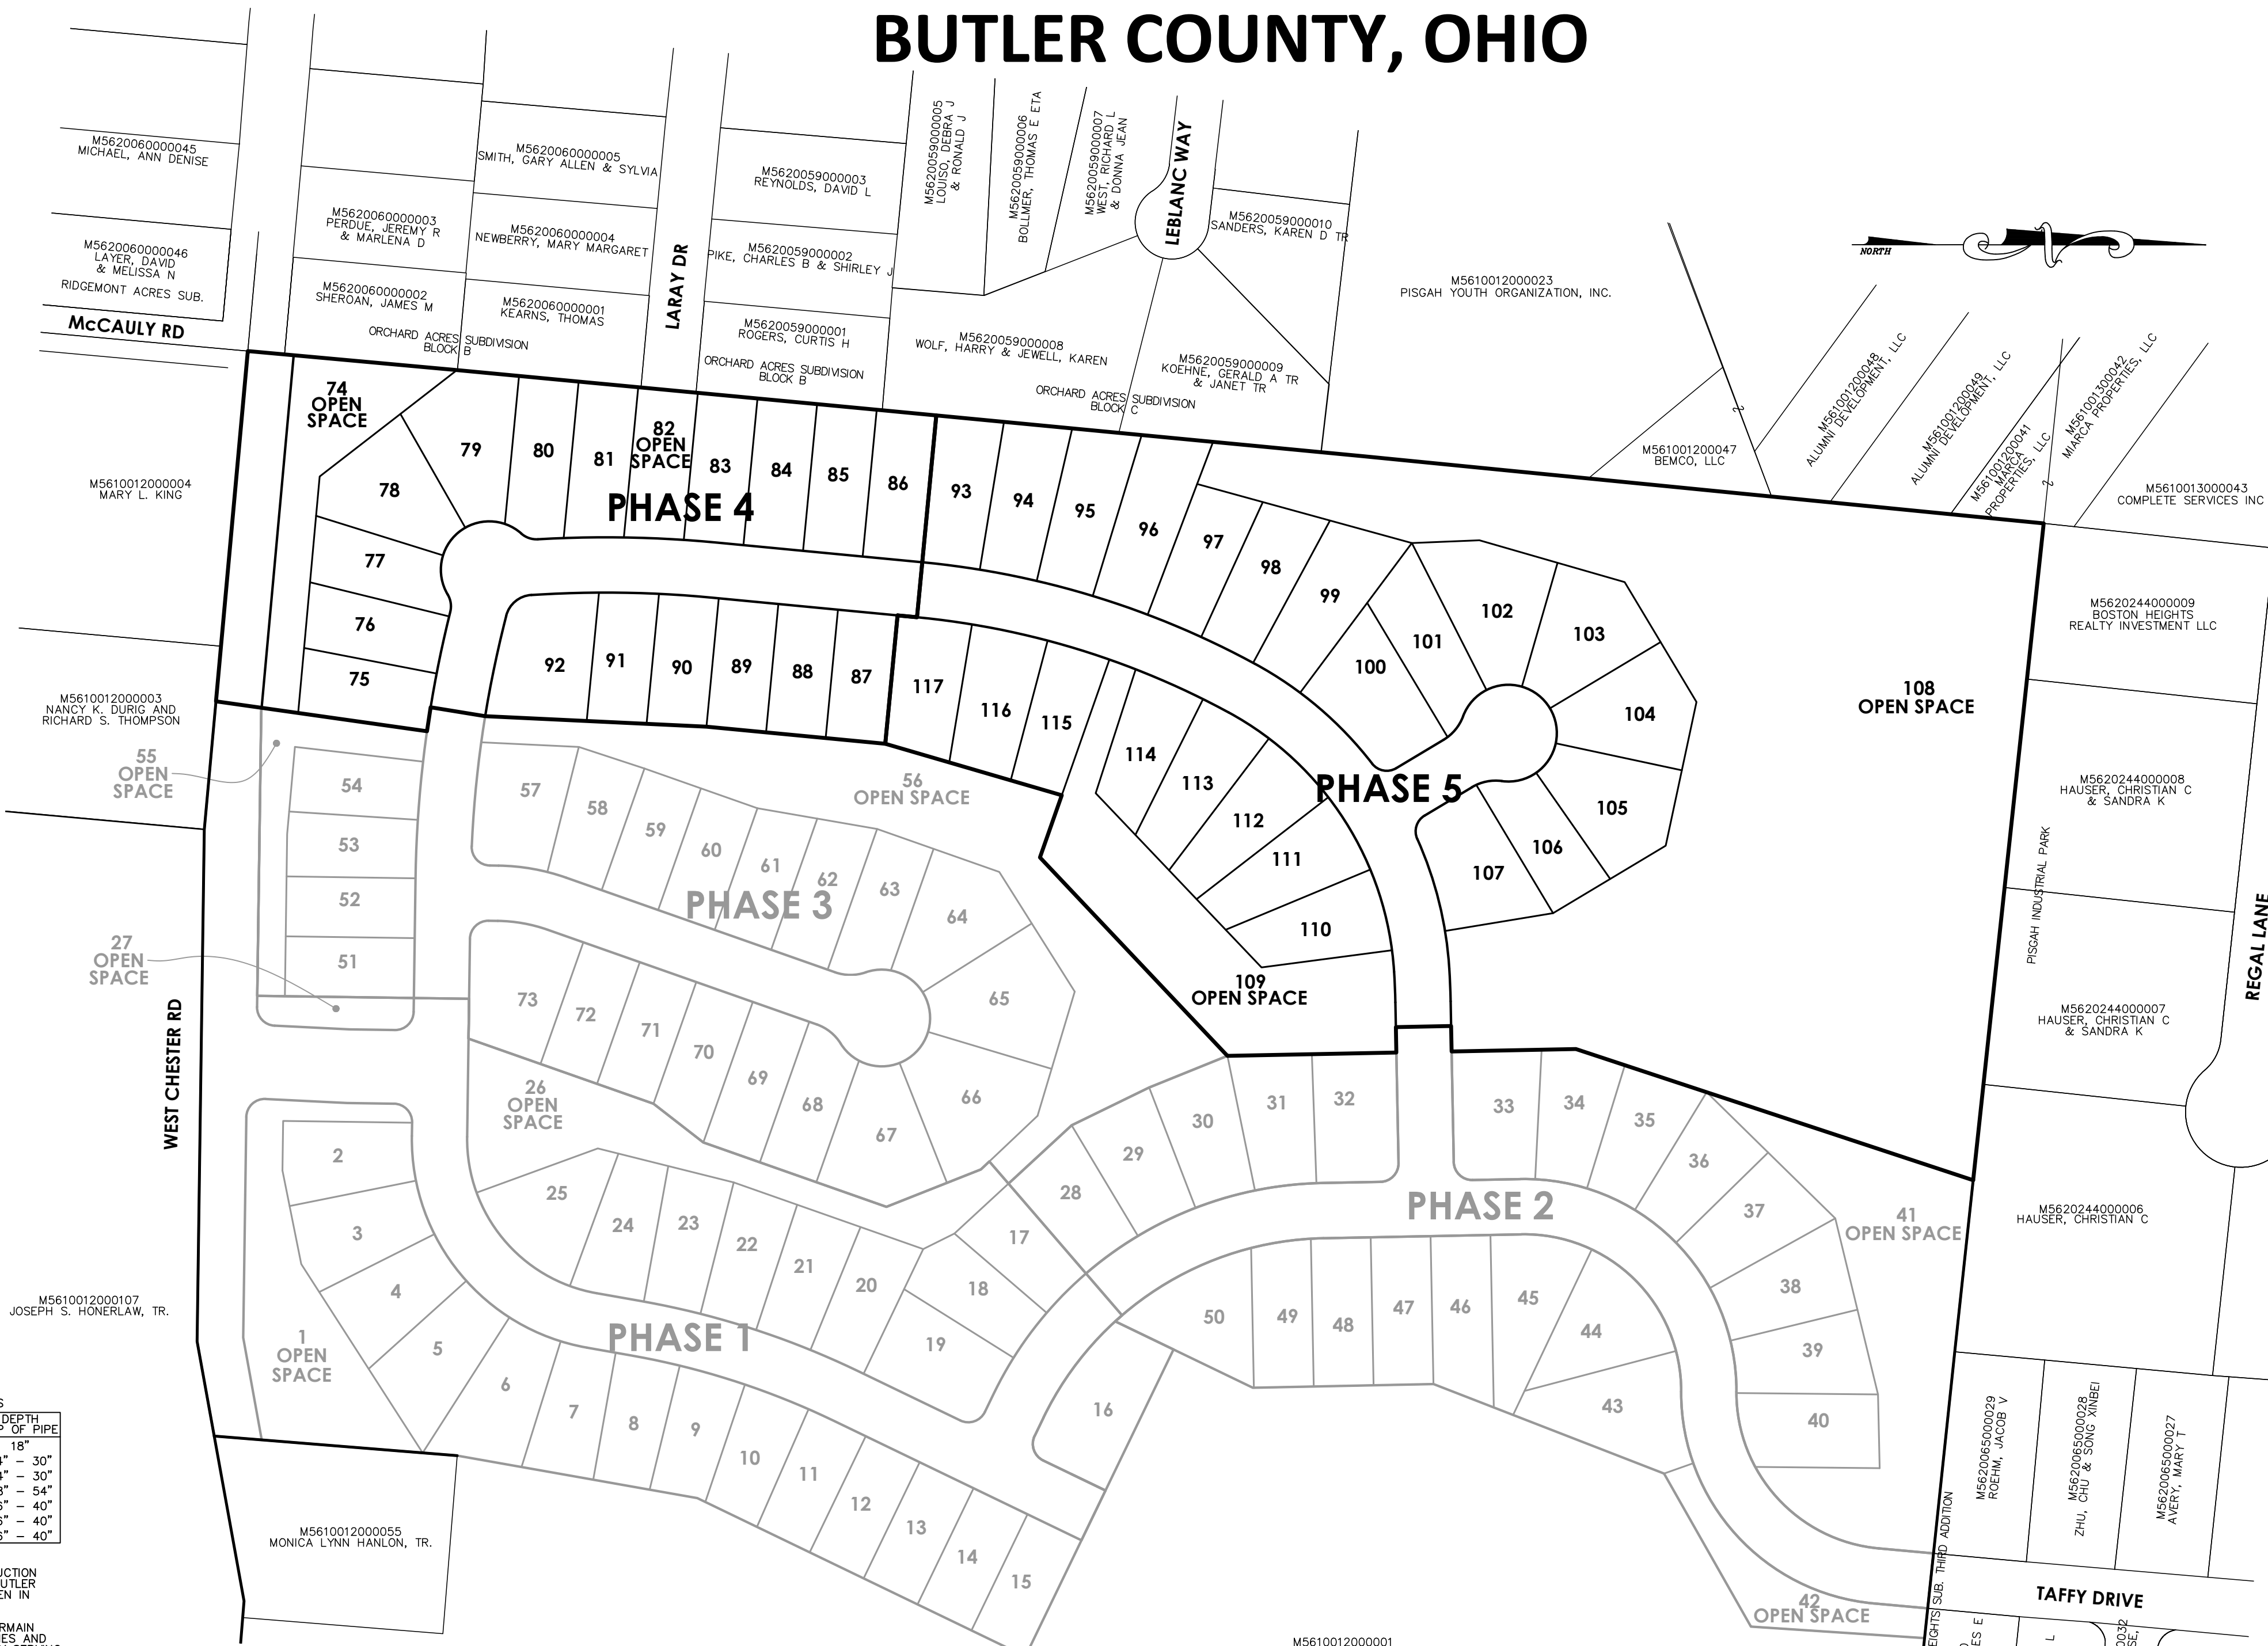 BUTLER COUNTY, OHIO
M5620060000045
MICHAEL, ANN DENISE
M5620060000046
LAYER, DAVID
& MELISSA N
RIDGEMONT ACRES SUB.
McCAULY RD
M5620060000003
PERDUE, JEREMY R
& MARLENA D
M5620060000002
SHEROAN, JAMES M
M5620060000005
SMITH, GARY ALLEN & SYLVIA
M5620060000004
NEWBERRY, MARY MARGARET
M5620060000001
KEARNS, THOMAS
ORCHARD ACRES SUBDIVISION
BLOCK B
LARAY DR
M5620059000003
REYNOLDS, DAVID L
M5620059000002
PIKE, CHARLES B & SHIRLEY J
M5620059000001
ROGERS, CURTIS H
ORCHARD ACRES SUBDIVISION
BLOCK B
M5620059000005
LOUISO, DEBRA J
& RONALD J
M5620059000006
BOLLMER, THOMAS E ETA
M5620059000007
WEST, RICHARD L
& DONNA JEAN
LEBLANC WAY
M5620059000010
SANDERS, KAREN D TR
M5620059000008
WOLF, HARRY & JEWELL, KAREN
M5620059000009
KOEHNE, GERALD A TR
& JANET TR
ORCHARD ACRES SUBDIVISION
BLOCK C
M5610012000023
PISGAH YOUTH ORGANIZATION, INC.
NORTH
M5610012000047
BEMCO, LLC
M5610012000048
ALUMNI DEVELOPMENT, LLC
M5610012000049
ALUMNI DEVELOPMENT, LLC
M5610012000041
MARCA
PROPERTIES, LLC
M5610013000042
MARCA PROPERTIES, LLC
M5610013000043
COMPLETE SERVICES INC
M5610012000004
MARY L. KING
M5610012000003
NANCY K. DURIG AND
RICHARD S. THOMPSON
74
OPEN
SPACE
79
80
81
82
OPEN
SPACE
83
84
85
86
78
77
76
75
PHASE 4
92
91
90
89
88
87
93
94
95
96
97
98
99
100
101
102
103
104
105
106
107
108
OPEN SPACE
PHASE 5
117
116
115
114
113
112
111
110
109
OPEN SPACE
M5620244000009
BOSTON HEIGHTS
REALTY INVESTMENT LLC
M5620244000008
HAUSER, CHRISTIAN C
& SANDRA K
PISGAH INDUSTRIAL PARK
M5620244000007
HAUSER, CHRISTIAN C
& SANDRA K
REGAL LANE
M5620244000006
HAUSER, CHRISTIAN C
55
OPEN
SPACE
54
53
52
51
27
OPEN
SPACE
56
OPEN SPACE
57
58
59
60
61
62
63
64
65
66
67
68
69
70
71
72
73
PHASE 3
26
OPEN
SPACE
WEST CHESTER RD
M5610012000107
JOSEPH S. HONERLAW, TR.
1
OPEN
SPACE
2
3
4
5
6
7
8
9
10
11
12
13
14
15
16
17
18
19
20
21
22
23
24
25
PHASE 1
28
29
30
31
32
33
34
35
36
37
38
39
40
41
OPEN SPACE
PHASE 2
50
49
48
47
46
45
44
43
42
OPEN SPACE
M5610012000055
MONICA LYNN HANLON, TR.
M5620065000029
ROEHM, JACOB V
M5620065000028
ZHU, CHU & SONG XINBEI
M5620065000027
AVERY, MARY T
SUB. THIRD ADDITION
TAFFY DRIVE
M5610012000001
DEPTH
OF PIPE
18"
30"
30"
54"
40"
40"
40"